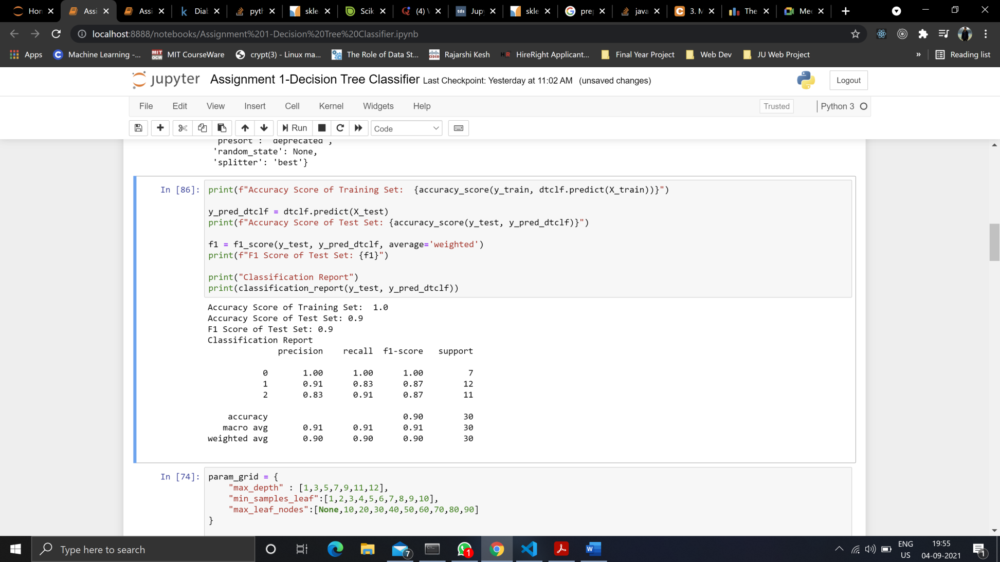 Hon
Assi
Assi
Dial
pyth
skle
Scik
(4) V
tds
Jupy
skle
prep
java
3. M
The
Mee
localhost:8888/notebooks/Assignment%201-Decision%20Tree%20Classifier.ipynb
Apps
Machine Learning -...
MIT CourseWare
crypt(3) - Linux ma...
The Role of Data St...
Rajarshi Kesh
HireRight Applicant...
Final Year Project
Web Dev
JU Web Project
»
Reading list
jupyter Assignment 1-Decision Tree Classifier Last Checkpoint: Yesterday at 11:02 AM (unsaved changes)
Logout
File Edit View Insert Cell Kernel Widgets Help
Trusted
Python 3
Run
Code
'presort': 'deprecated',
'random_state': None,
'splitter': 'best'}
In [86]:
print(f"Accuracy Score of Training Set:  {accuracy_score(y_train, dtclf.predict(X_train))}")
y_pred_dtclf = dtclf.predict(X_test)
print(f"Accuracy Score of Test Set: {accuracy_score(y_test, y_pred_dtclf)}")
f1 = f1_score(y_test, y_pred_dtclf, average='weighted')
print(f"F1 Score of Test Set: {f1}")
print("Classification Report")
print(classification_report(y_test, y_pred_dtclf))
Accuracy Score of Training Set:  1.0
Accuracy Score of Test Set: 0.9
F1 Score of Test Set: 0.9
Classification Report
precision recall f1-score support
0 1.00 1.00 1.00 7
1 0.91 0.83 0.87 12
2 0.83 0.91 0.87 11
accuracy 0.90 30
macro avg 0.91 0.91 0.91 30
weighted avg 0.90 0.90 0.90 30
In [74]:
param_grid = {
"max_depth" : [1,3,5,7,9,11,12],
"min_samples_leaf":[1,2,3,4,5,6,7,8,9,10],
"max_leaf_nodes":[None,10,20,30,40,50,60,70,80,90]
}
Type here to search
7
1
ENG
US
19:55
04-09-2021
1